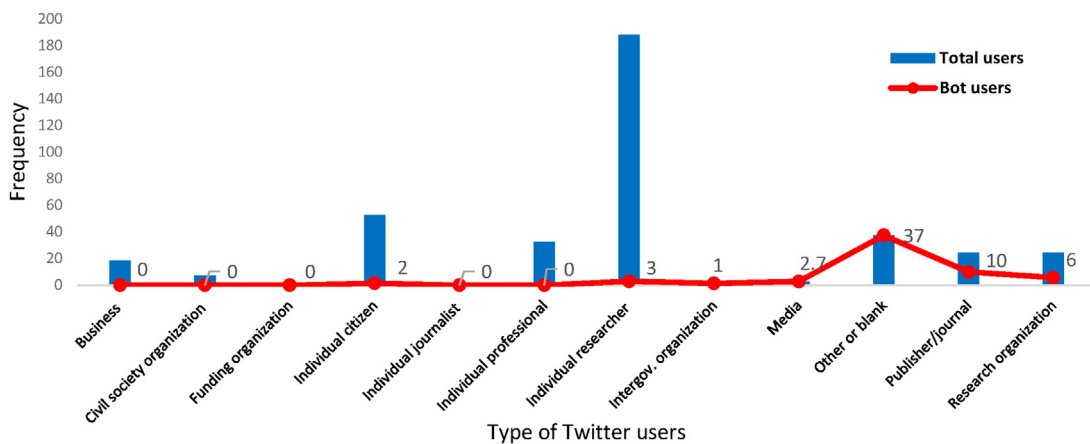 200
180
160
140
120
100
80
60
40
20
0
Frequency
Total users
Bot users
0
0
0
2
0
0
3
1
2.7
37
10
6
Business
Civil society organization
Funding organization
Individual citizen
Individual journalist
Individual professional
Individual researcher
Intergov. organization
Media
Other or blank
Publisher/journal
Research organization
Type of Twitter users